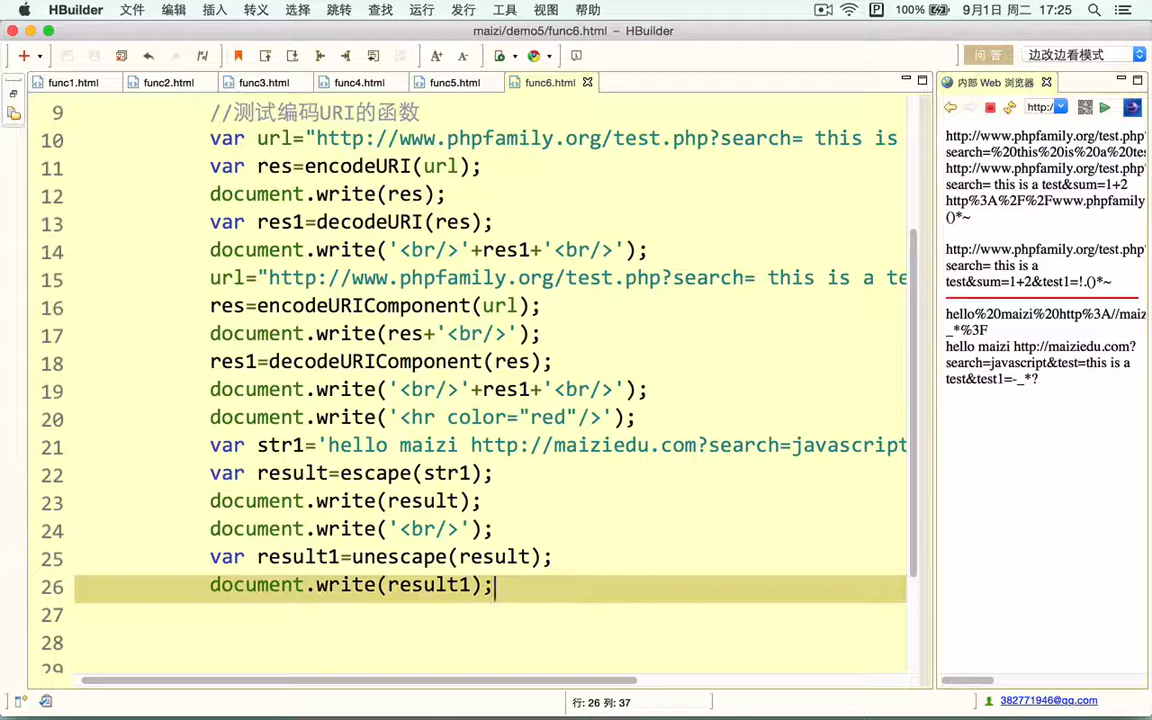 HBuilder 文件 编辑 插入 转义 选择 跳转 查找 运行 发行 工具 视图 帮助 P 100% 9月1日 周二 17:25
maizi/demo5/func6.html – HBuilder
A+ A- 问 答 边改边看模式
func1.html func2.html func3.html func4.html func5.html func6.html 内部 Web 浏览器
http:/
9 //测试编码URI的函数
10 var url="http://www.phpfamily.org/test.php?search= this is
11 var res=encodeURI(url);
12 document.write(res);
13 var res1=decodeURI(res);
14 document.write('<br/>'+res1+'<br/>');
15 url="http://www.phpfamily.org/test.php?search= this is a te
16 res=encodeURIComponent(url);
17 document.write(res+'<br/>');
18 res1=decodeURIComponent(res);
19 document.write('<br/>'+res1+'<br/>');
20 document.write('<hr color="red"/>');
21 var str1='hello maizi http://maiziedu.com?search=javascript
22 var result=escape(str1);
23 document.write(result);
24 document.write('<br/>');
25 var result1=unescape(result);
26 document.write(result1);
27
28
29
http://www.phpfamily.org/test.php
search=%20this%20is%20a%20tes
http://www.phpfamily.org/test.php
search= this is a test&sum=1+2
http%3A%2F%2Fwww.phpfamily
()*~
http://www.phpfamily.org/test.php
search= this is a
test&sum=1+2&test1=!.()*~
hello%20maizi%20http%3A//maiz
_*%3F
hello maizi http://maiziedu.com?
search=javascript&test=this is a
test&test1=-_*?
行: 26 列: 37
382771946@qq.com